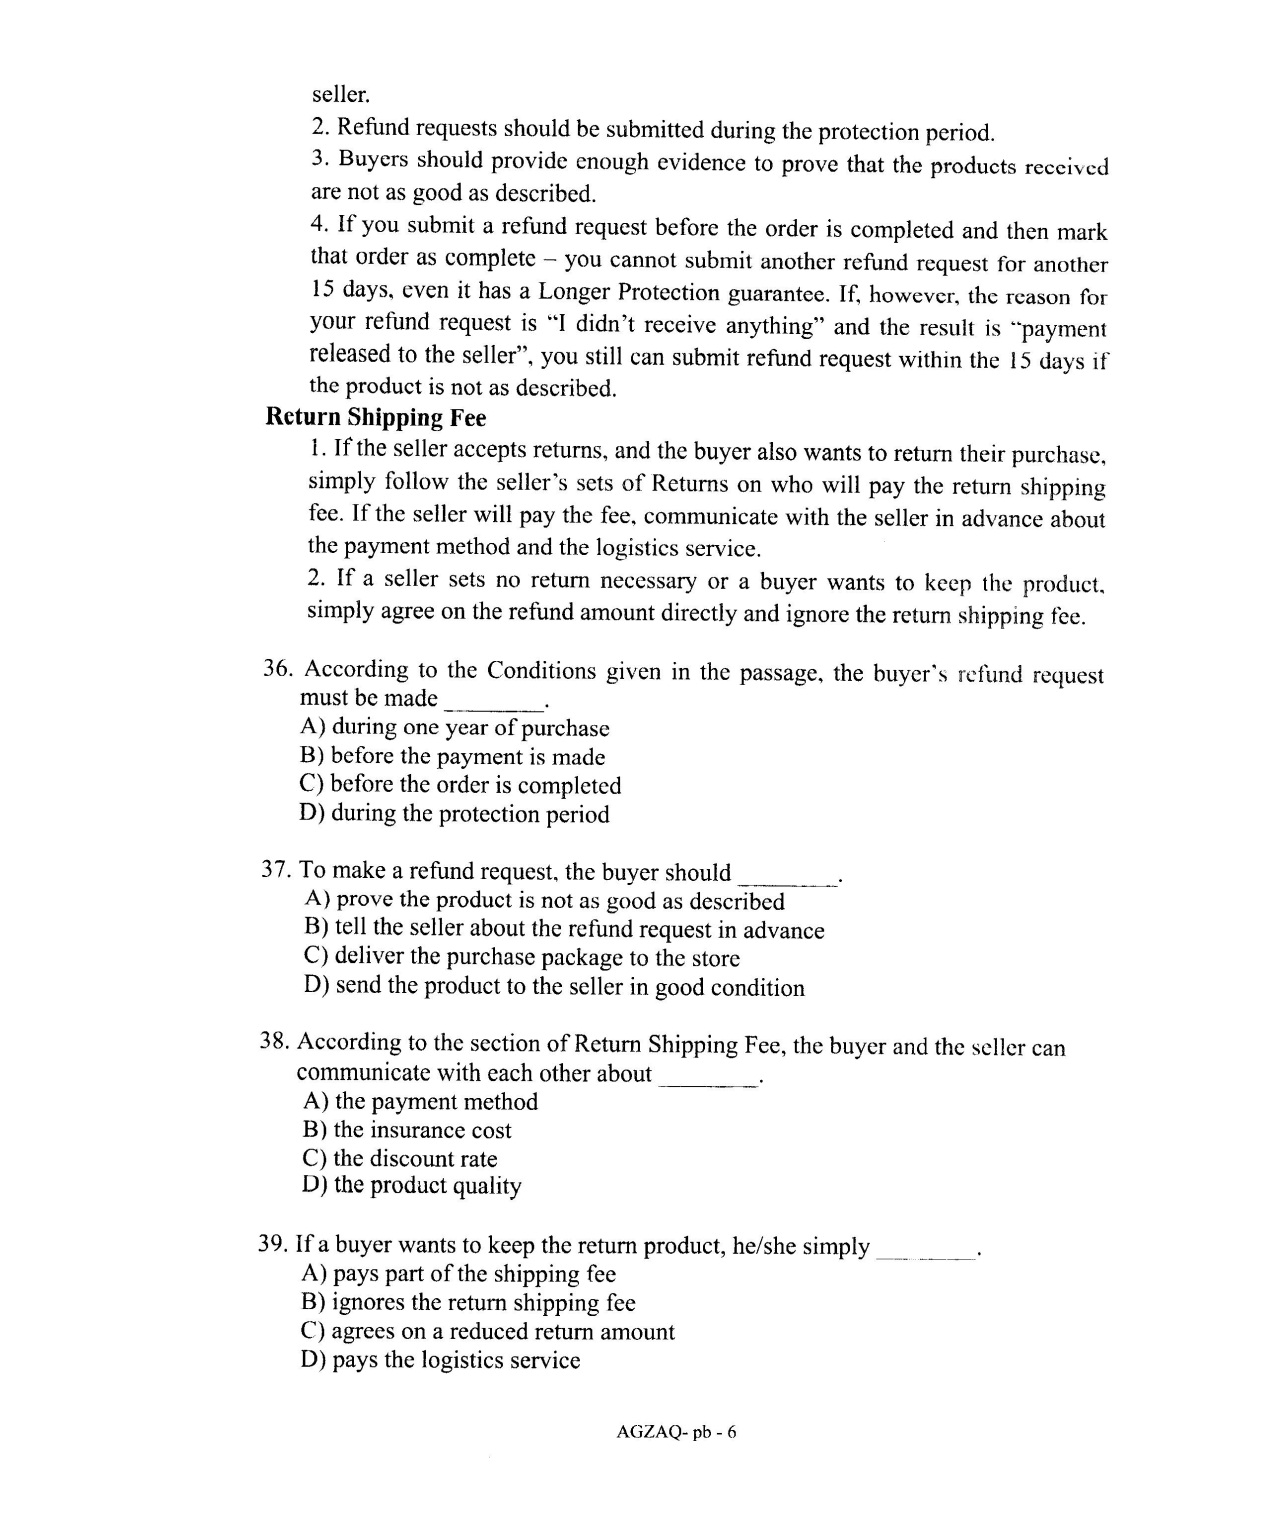 seller.
2. Refund requests should be submitted during the protection period.
3. Buyers should provide enough evidence to prove that the products received
are not as good as described.
4. If you submit a refund request before the order is completed and then mark
that order as complete – you cannot submit another refund request for another
15 days, even it has a Longer Protection guarantee. If, however, the reason for
your refund request is “I didn’t receive anything” and the result is “payment
released to the seller”, you still can submit refund request within the 15 days if
the product is not as described.
Return Shipping Fee
1. If the seller accepts returns, and the buyer also wants to return their purchase,
simply follow the seller’s sets of Returns on who will pay the return shipping
fee. If the seller will pay the fee, communicate with the seller in advance about
the payment method and the logistics service.
2. If a seller sets no return necessary or a buyer wants to keep the product,
simply agree on the refund amount directly and ignore the return shipping fee.
36. According to the Conditions given in the passage, the buyer’s refund request
must be made ________.
A) during one year of purchase
B) before the payment is made
C) before the order is completed
D) during the protection period
37. To make a refund request, the buyer should ________.
A) prove the product is not as good as described
B) tell the seller about the refund request in advance
C) deliver the purchase package to the store
D) send the product to the seller in good condition
38. According to the section of Return Shipping Fee, the buyer and the seller can
communicate with each other about ________.
A) the payment method
B) the insurance cost
C) the discount rate
D) the product quality
39. If a buyer wants to keep the return product, he/she simply ________.
A) pays part of the shipping fee
B) ignores the return shipping fee
C) agrees on a reduced return amount
D) pays the logistics service
AGZAQ- pb - 6